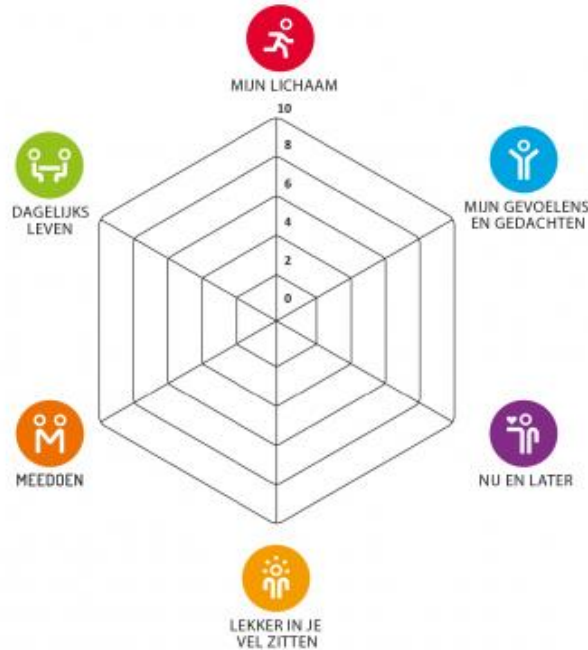 MIJN LICHAAM
10
8
6
4
2
0
DAGELIJKS
LEVEN
MIJN GEVOELENS
EN GEDACHTEN
MEEDOEN
NU EN LATER
LEKKER IN JE
VEL ZITTEN